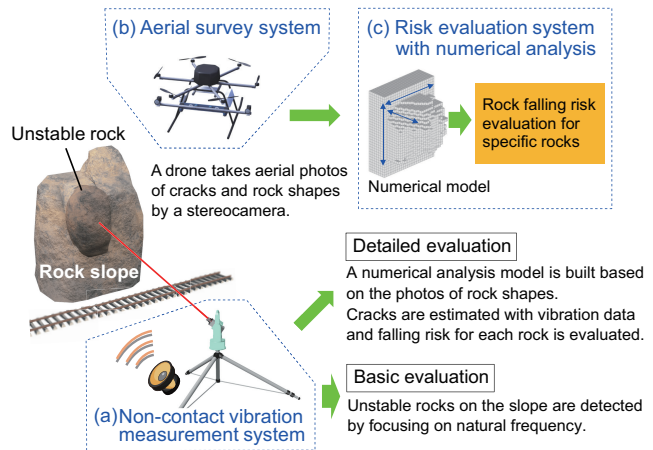 (b) Aerial survey system
(c) Risk evaluation system
with numerical analysis
Unstable rock
Rock falling risk
evaluation for
specific rocks
A drone takes aerial photos
of cracks and rock shapes
by a stereocamera.
Numerical model
Rock slope
Detailed evaluation
A numerical analysis model is built based
on the photos of rock shapes.
Cracks are estimated with vibration data
and falling risk for each rock is evaluated.
Basic evaluation
Unstable rocks on the slope are detected
by focusing on natural frequency.
(a) Non-contact vibration
measurement system